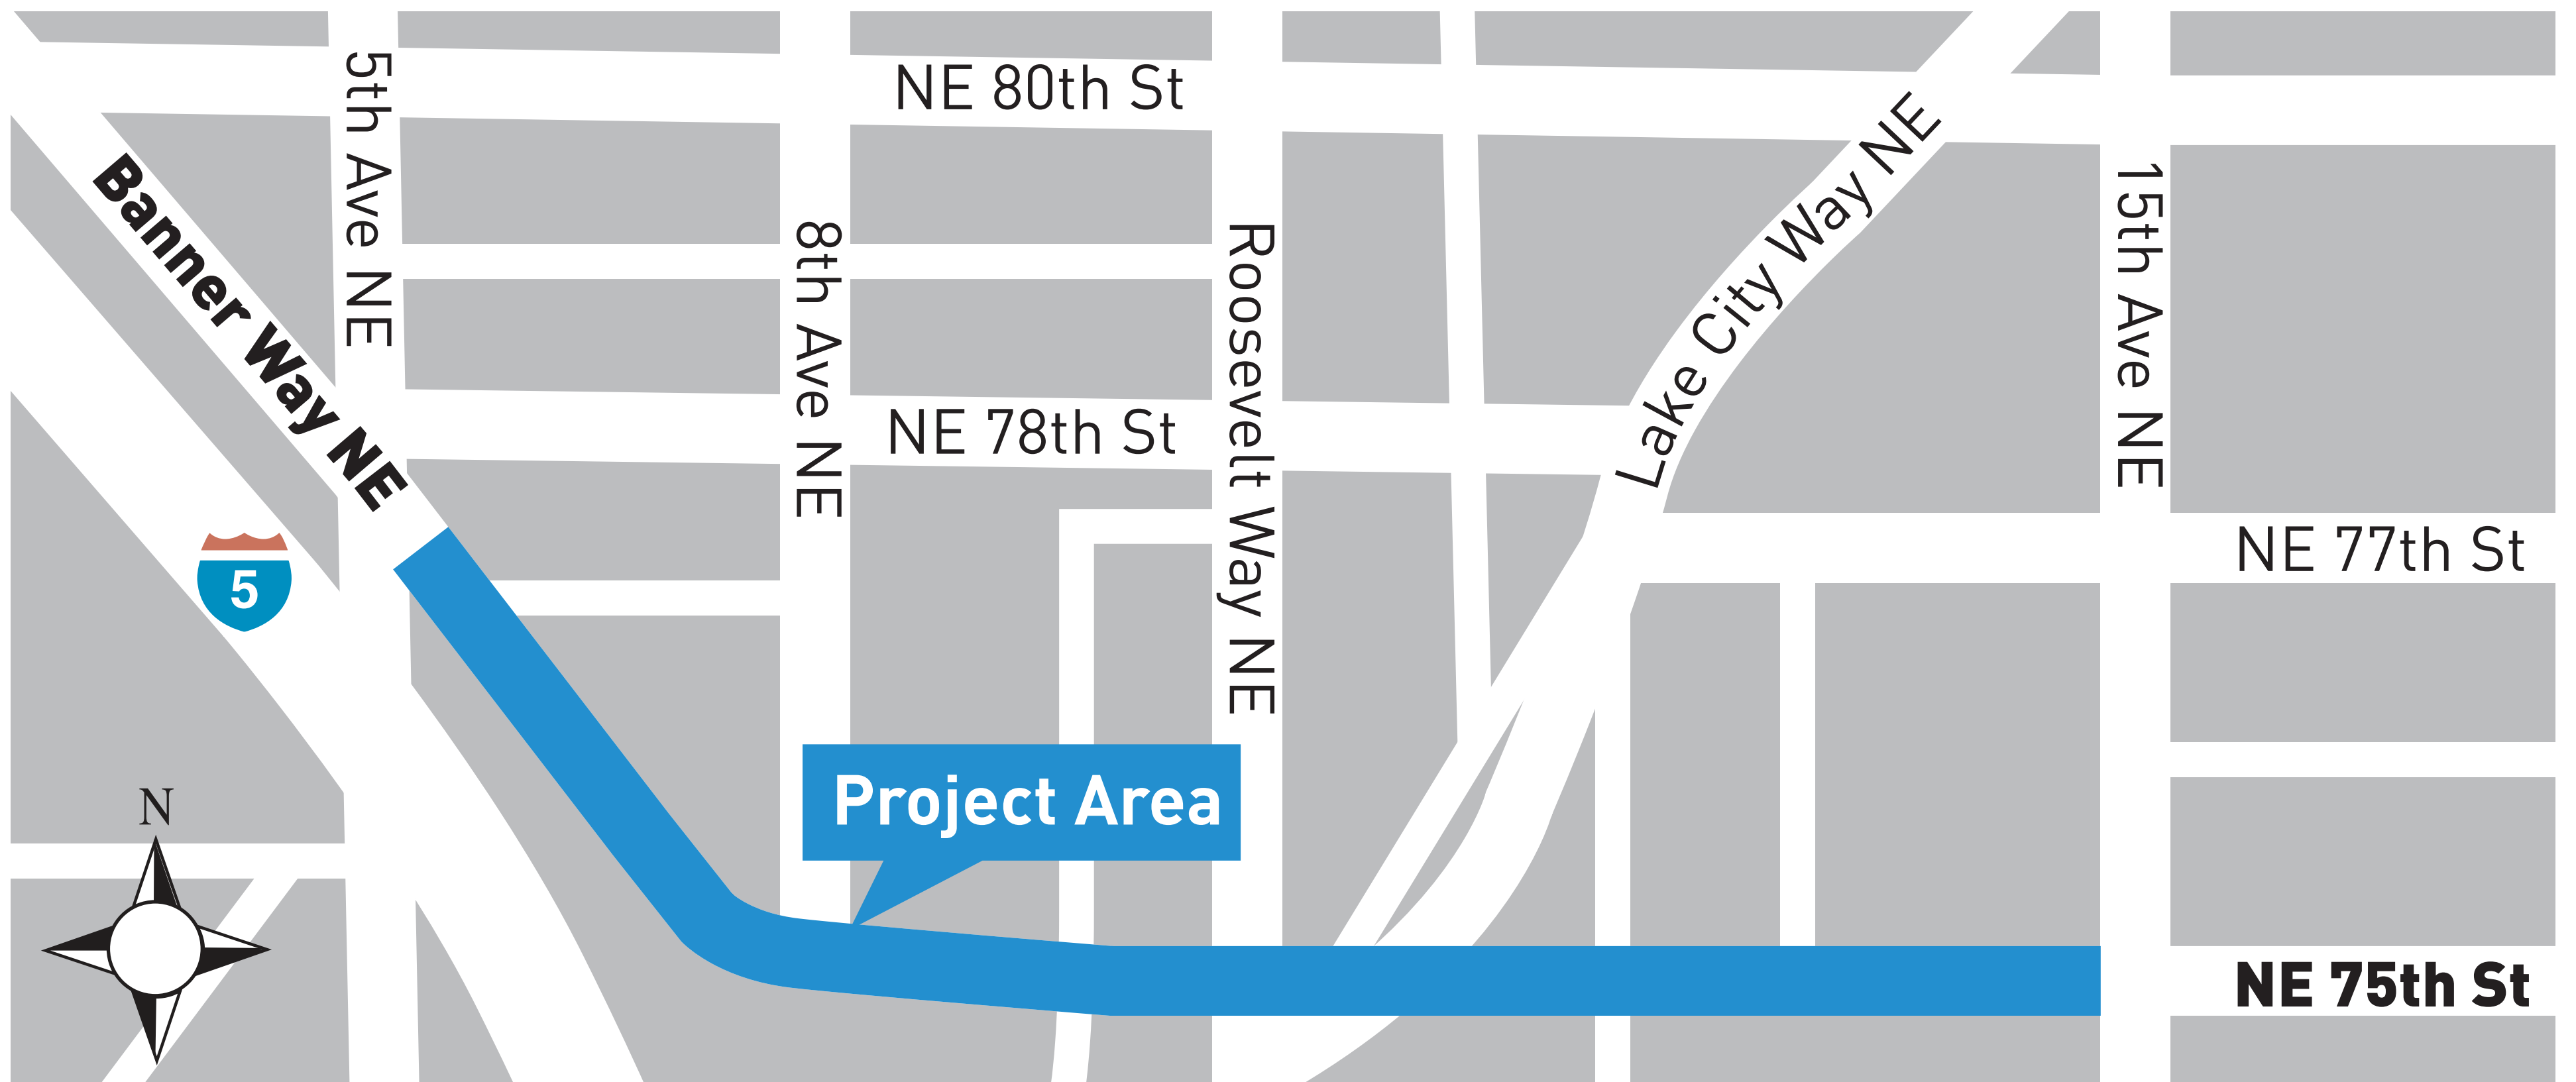 NE 80th St
5th Ave NE
Banner Way NE
8th Ave NE
Roosevelt Way NE
Lake City Way NE
15th Ave NE
NE 78th St
NE 77th St
5
Project Area
N
NE 75th St